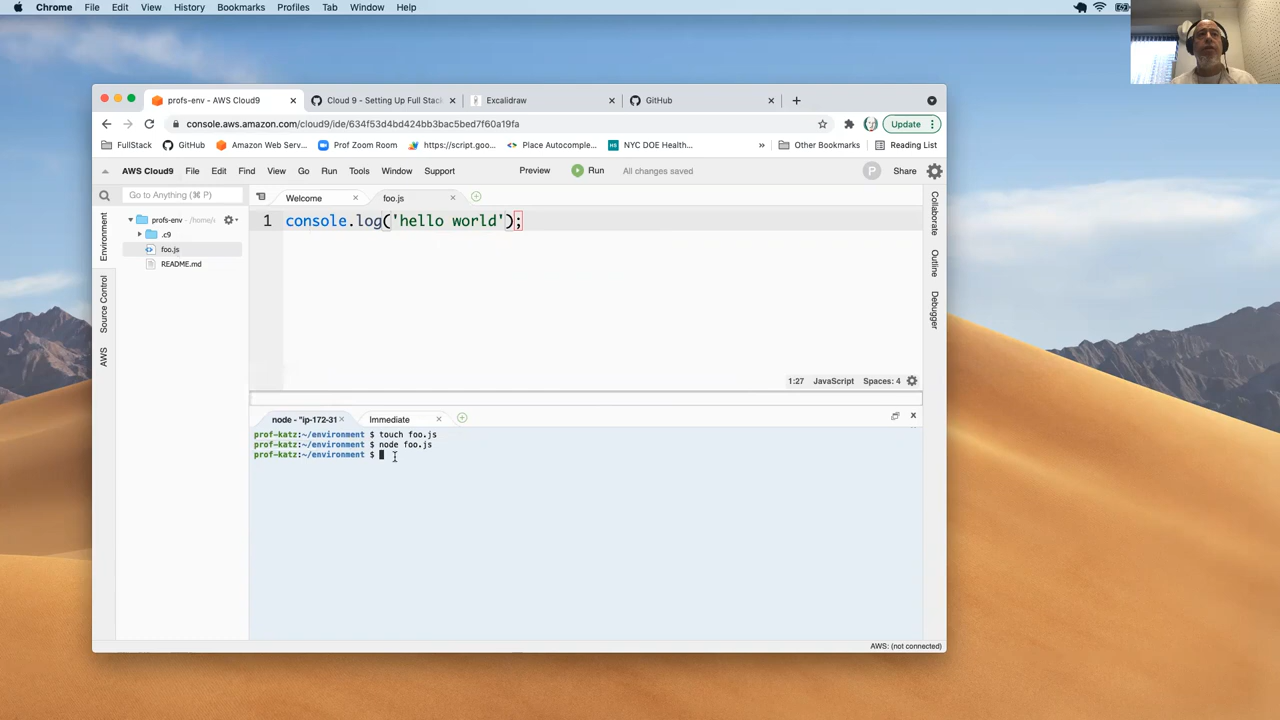 Chrome File Edit View History Bookmarks Profiles Tab Window Help
profs-env - AWS Cloud9 Cloud 9 - Setting Up Full Stack Excalidraw GitHub
console.aws.amazon.com/cloud9/ide/634f53d4bd424bb3bac5bed7f60a19fa Update
FullStack GitHub Amazon Web Serv... Prof Zoom Room https://script.goo... Place Autocomple... NYC DOE Health... » Other Bookmarks Reading List
AWS Cloud9 File Edit Find View Go Run Tools Window Support Preview Run All changes saved P Share
Go to Anything (⌘ P) Welcome foo.js
1 console.log('hello world');
profs-env - /home/
.c9
foo.js
README.md
Environment
Source Control
AWS
Collaborate
Outline
Debugger
1:27 JavaScript Spaces: 4
node - "ip-172-31 Immediate
prof-katz:~/environment $ touch foo.js
prof-katz:~/environment $ node foo.js
prof-katz:~/environment $
AWS: (not connected)